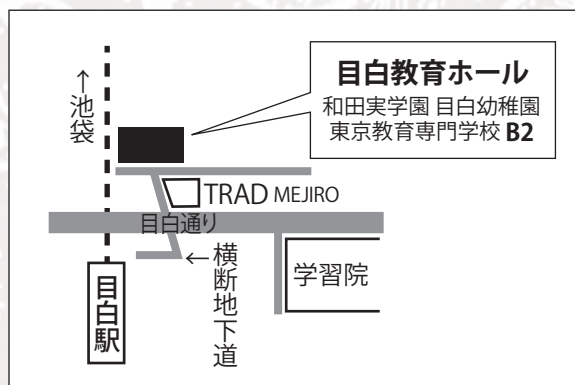 目白教育ホール
和田実学園 目白幼稚園
東京教育専門学校 B2
↑池袋
TRAD MEJIRO
目白通り
←横断地下道
学習院
目白駅